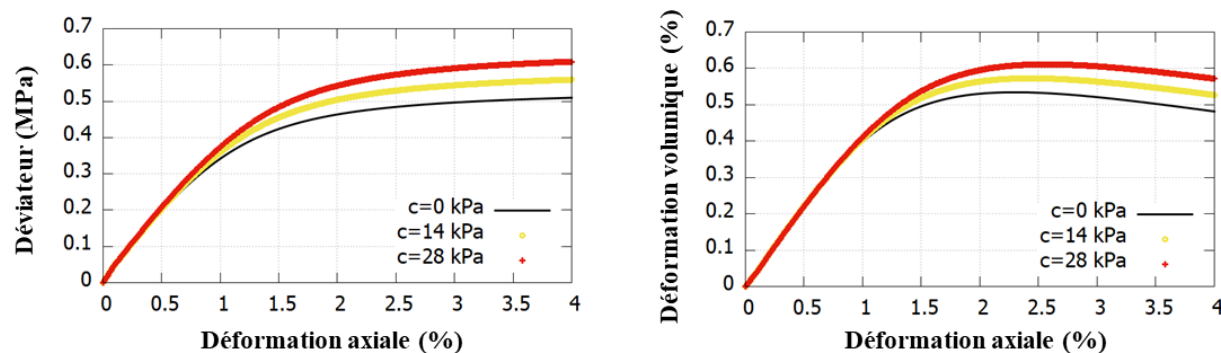 Déviateur (MPa)
0.7
0.6
0.5
0.4
0.3
0.2
0.1
0
c=0 kPa
c=14 kPa
c=28 kPa
0 0.5 1 1.5 2 2.5 3 3.5 4
Déformation axiale (%)
Déformation volumique (%)
0.7
0.6
0.5
0.4
0.3
0.2
0.1
0
c=0 kPa
c=14 kPa
c=28 kPa
0 0.5 1 1.5 2 2.5 3 3.5 4
Déformation axiale (%)